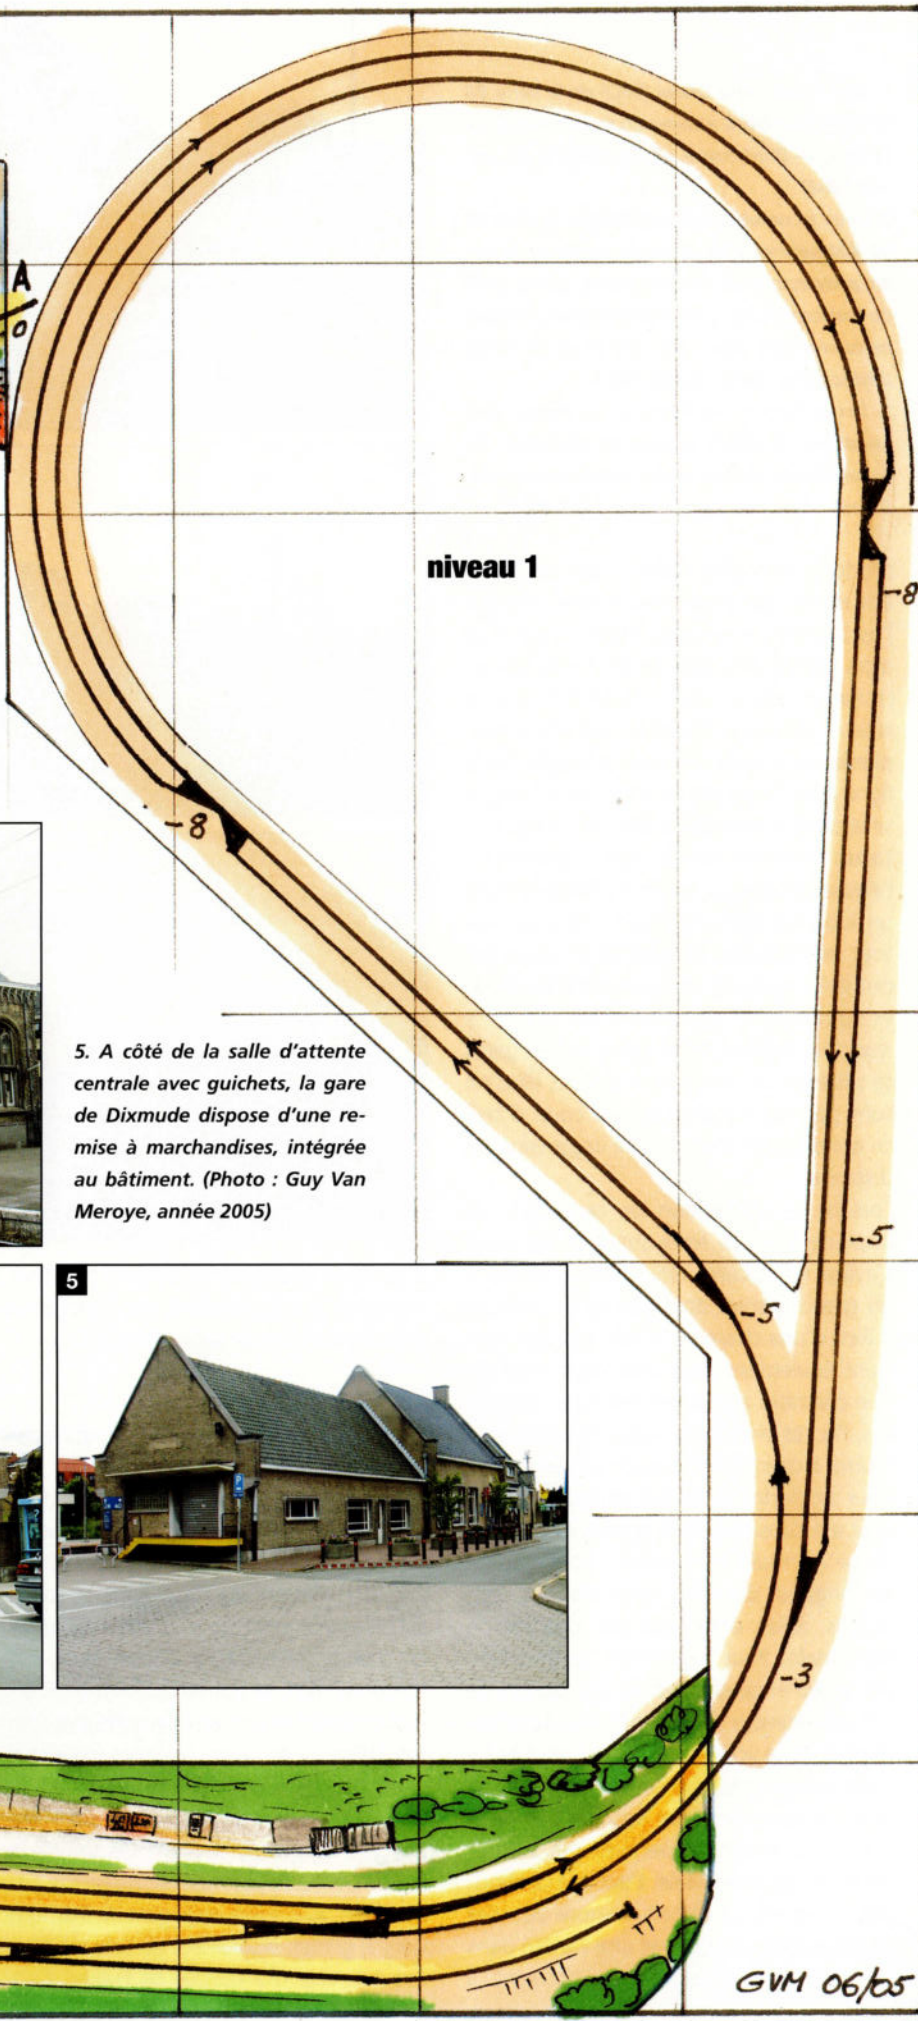 A
0
niveau 1
-8
-8
5. A côté de la salle d'attente
centrale avec guichets, la gare
de Dixmude dispose d'une re-
mise à marchandises, intégrée
au bâtiment. (Photo : Guy Van
Meroye, année 2005)
-5
5
-5
-3
GVM 06/05